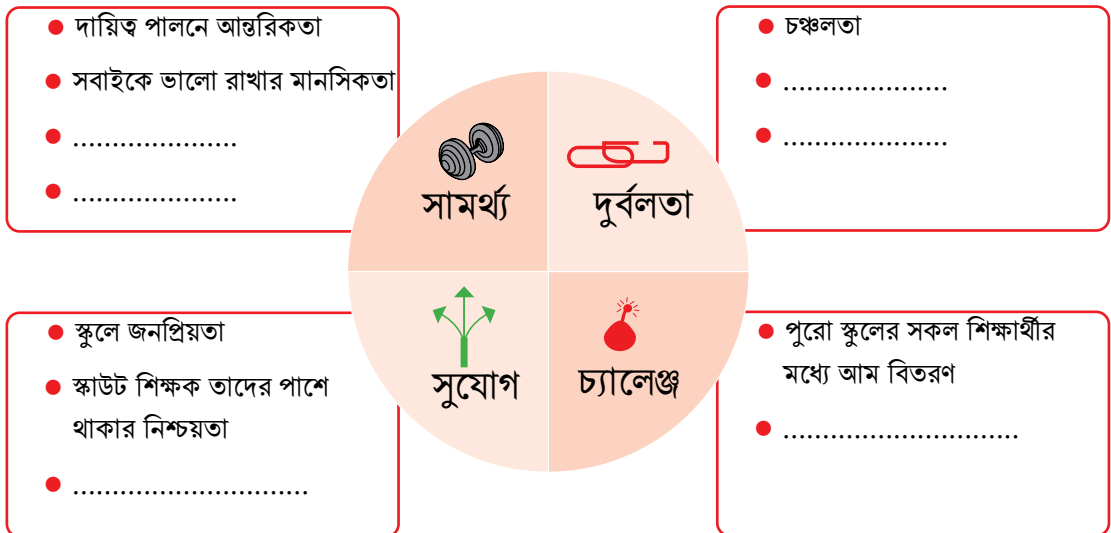 ● দায়িত্ব পালনে আন্তরিকতা
● সবাইকে ভালো রাখার মানসিকতা
● .....................
● .....................
● চঞ্চলতা
● .....................
● .....................
সামর্থ্য
দুর্বলতা
সুযোগ
চ্যালেঞ্জ
● স্কুলে জনপ্রিয়তা
● স্কাউট শিক্ষক তাদের পাশে
থাকার নিশ্চয়তা
● ..............................
● পুরো স্কুলের সকল শিক্ষার্থীর
মধ্যে আম বিতরণ
● ..............................